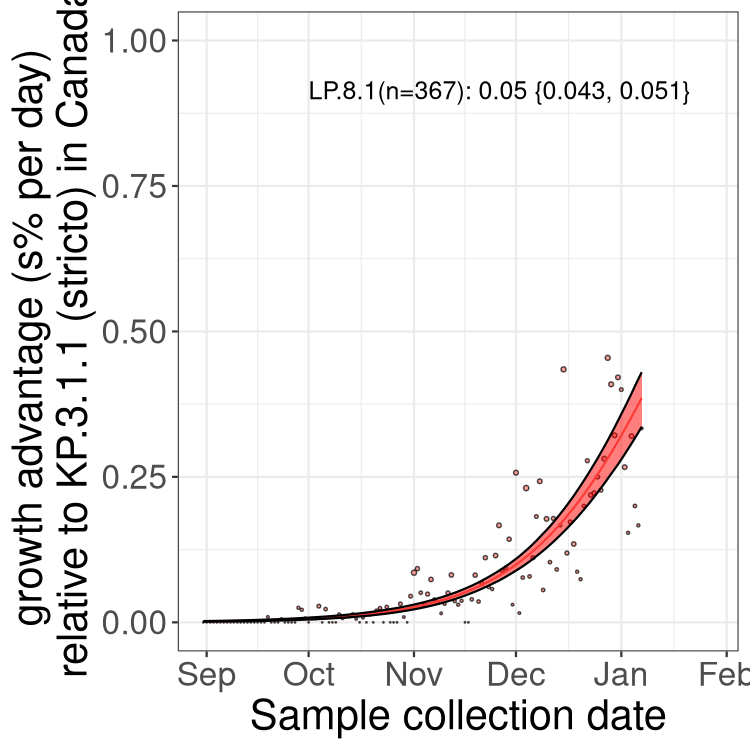 growth advantage (s% per day)
relative to KP.3.1.1 (stricto) in Canada
1.00
LP.8.1(n=367): 0.05 {0.043, 0.051}
0.75
0.50
0.25
0.00
Sep Oct Nov Dec Jan Feb
Sample collection date